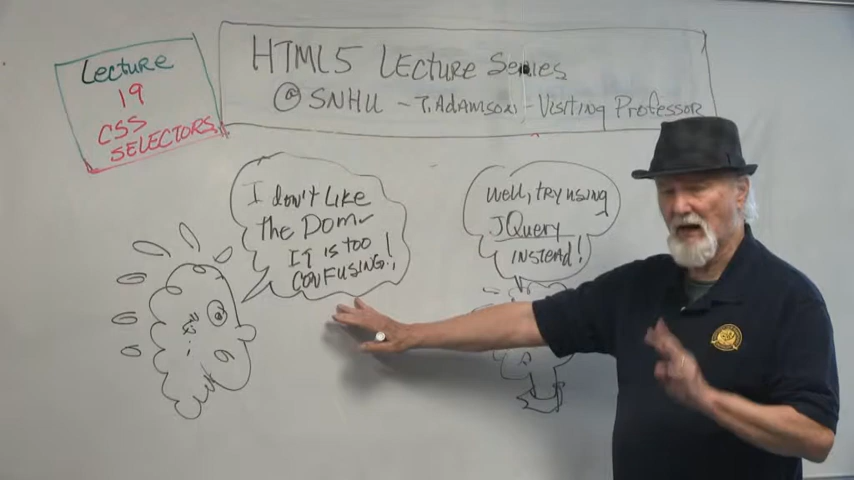 Lecture
19
CSS
SELECTORS
HTML5 LECture Series
@ SNHU - T. Adamson - Visiting Professor
I don't Like
the Dom
It is too
CONFUSING!
Well, try using
JQuery
INSTEAD!